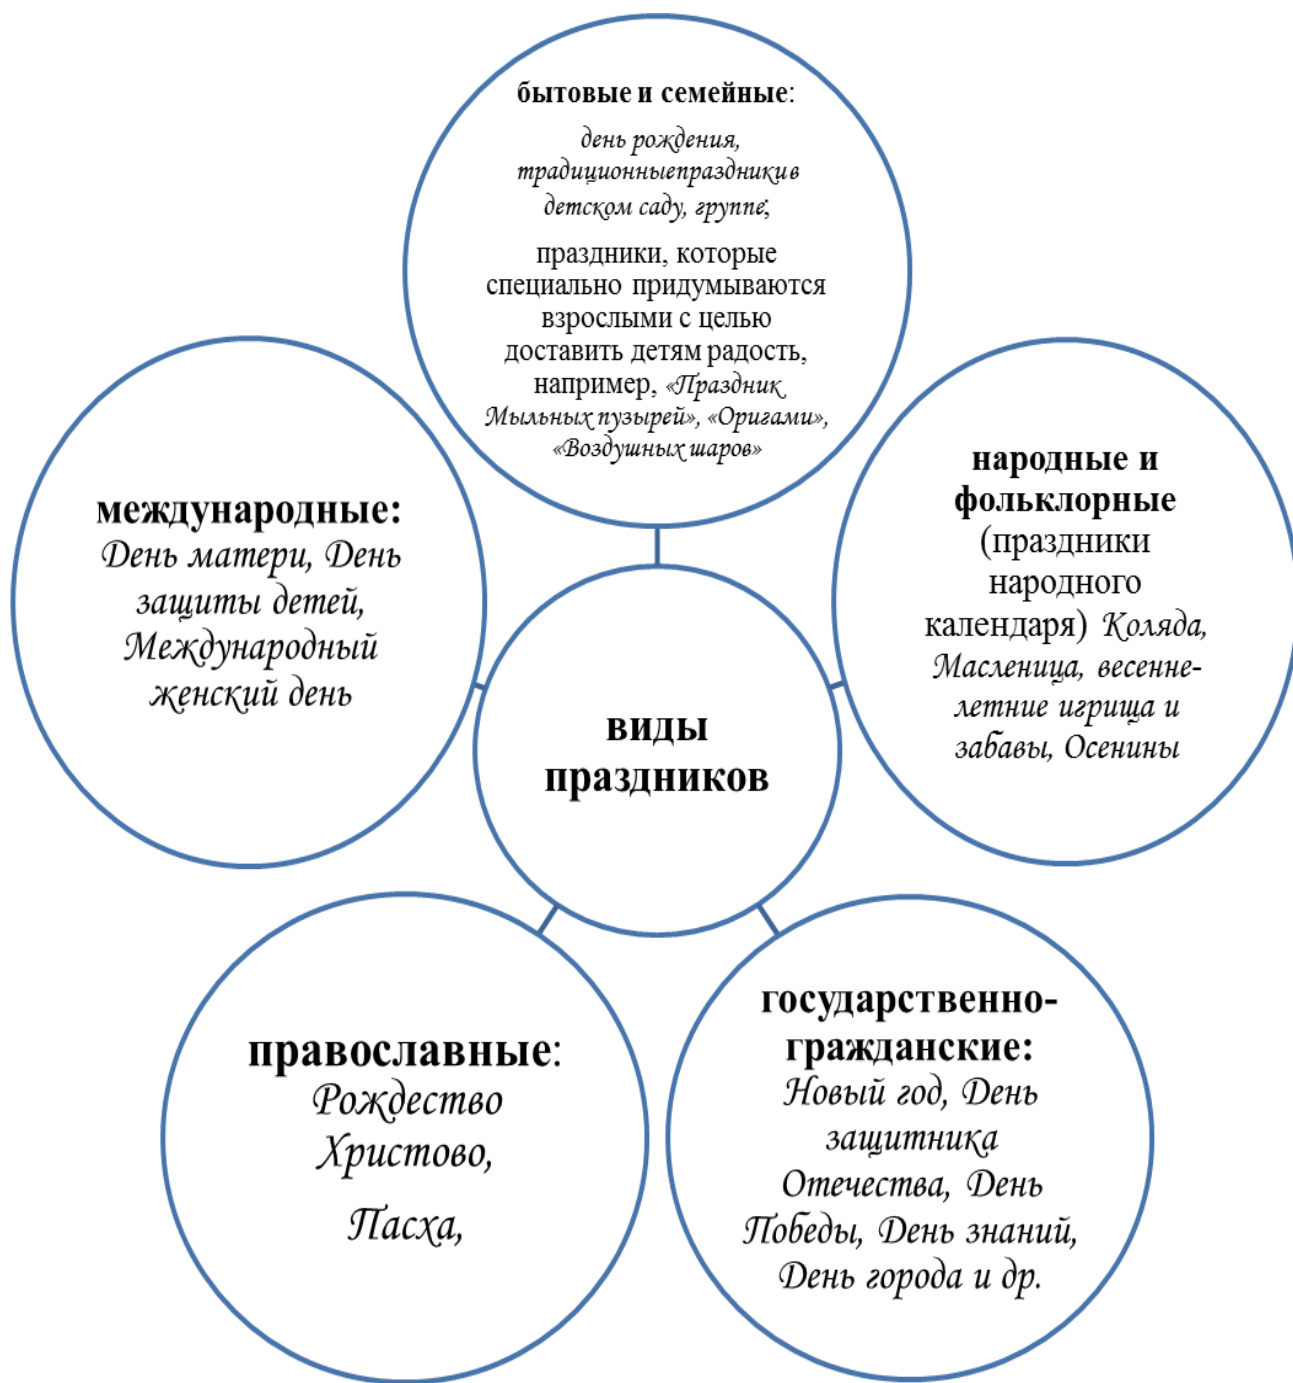 бытовые и семейные:
день рождения,
традиционныепраздникив
детском саду, группе;
праздники, которые
специально придумываются
взрослыми с целью
доставить детям радость,
например, «Праздник
Мыльных пузырей», «Оригами»,
«Воздушных шаров»
народные и
фольклорные
(праздники
народного
календаря) Коляда,
Масленица, весенне-
летние игрища и
забавы, Осенины
государственно-
гражданские:
Новый год, День
защитника
Отечества, День
Победы, День знаний,
День города и др.
православные:
Рождество
Христово,
Пасха,
международные:
День матери, День
защиты детей,
Международный
женский день
виды
праздников